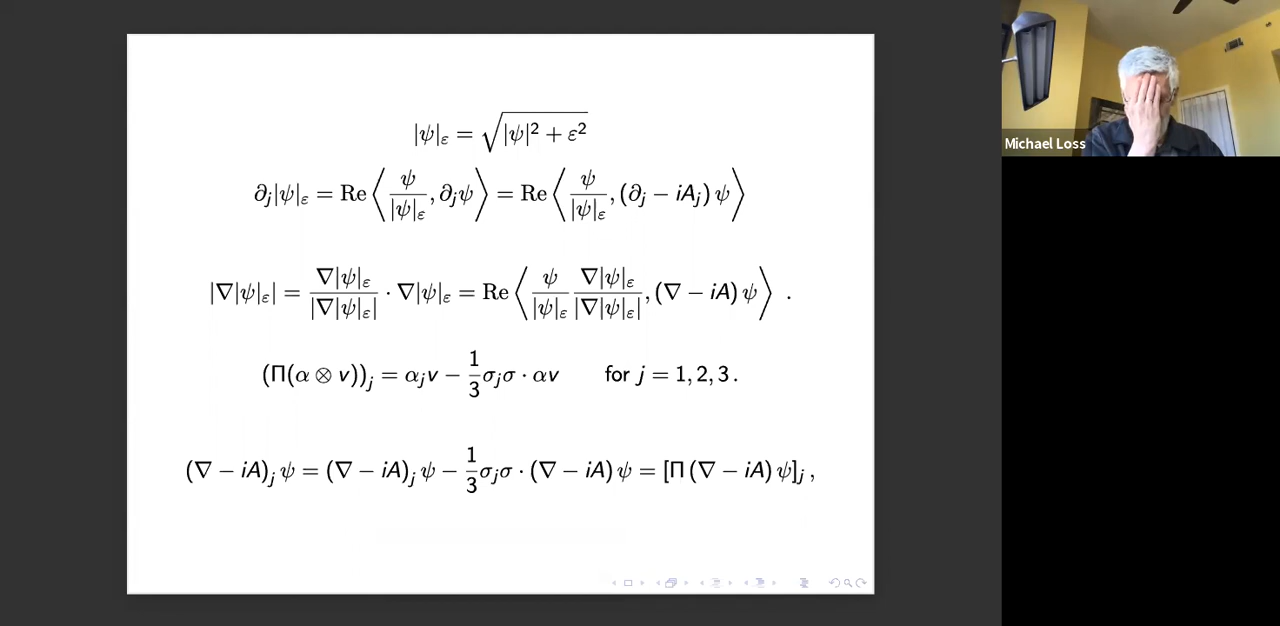 |ψ|_ε = √(|ψ|² + ε²)
∂_j|ψ|_ε = Re⟨ψ/|ψ|_ε, ∂_jψ⟩ = Re⟨ψ/|ψ|_ε, (∂_j − iA_j) ψ⟩
|∇|ψ|_ε| = ∇|ψ|_ε/|∇|ψ|_ε| · ∇|ψ|_ε = Re⟨ψ/|ψ|_ε ∇|ψ|_ε/|∇|ψ|_ε|, (∇ − iA) ψ⟩ .
(Π(α ⊗ v))_j = α_jv − 1/3 σ_jσ · αv for j = 1, 2, 3 .
(∇ − iA)_j ψ = (∇ − iA)_j ψ − 1/3 σ_jσ · (∇ − iA) ψ = [Π (∇ − iA) ψ]_j ,
Michael Loss